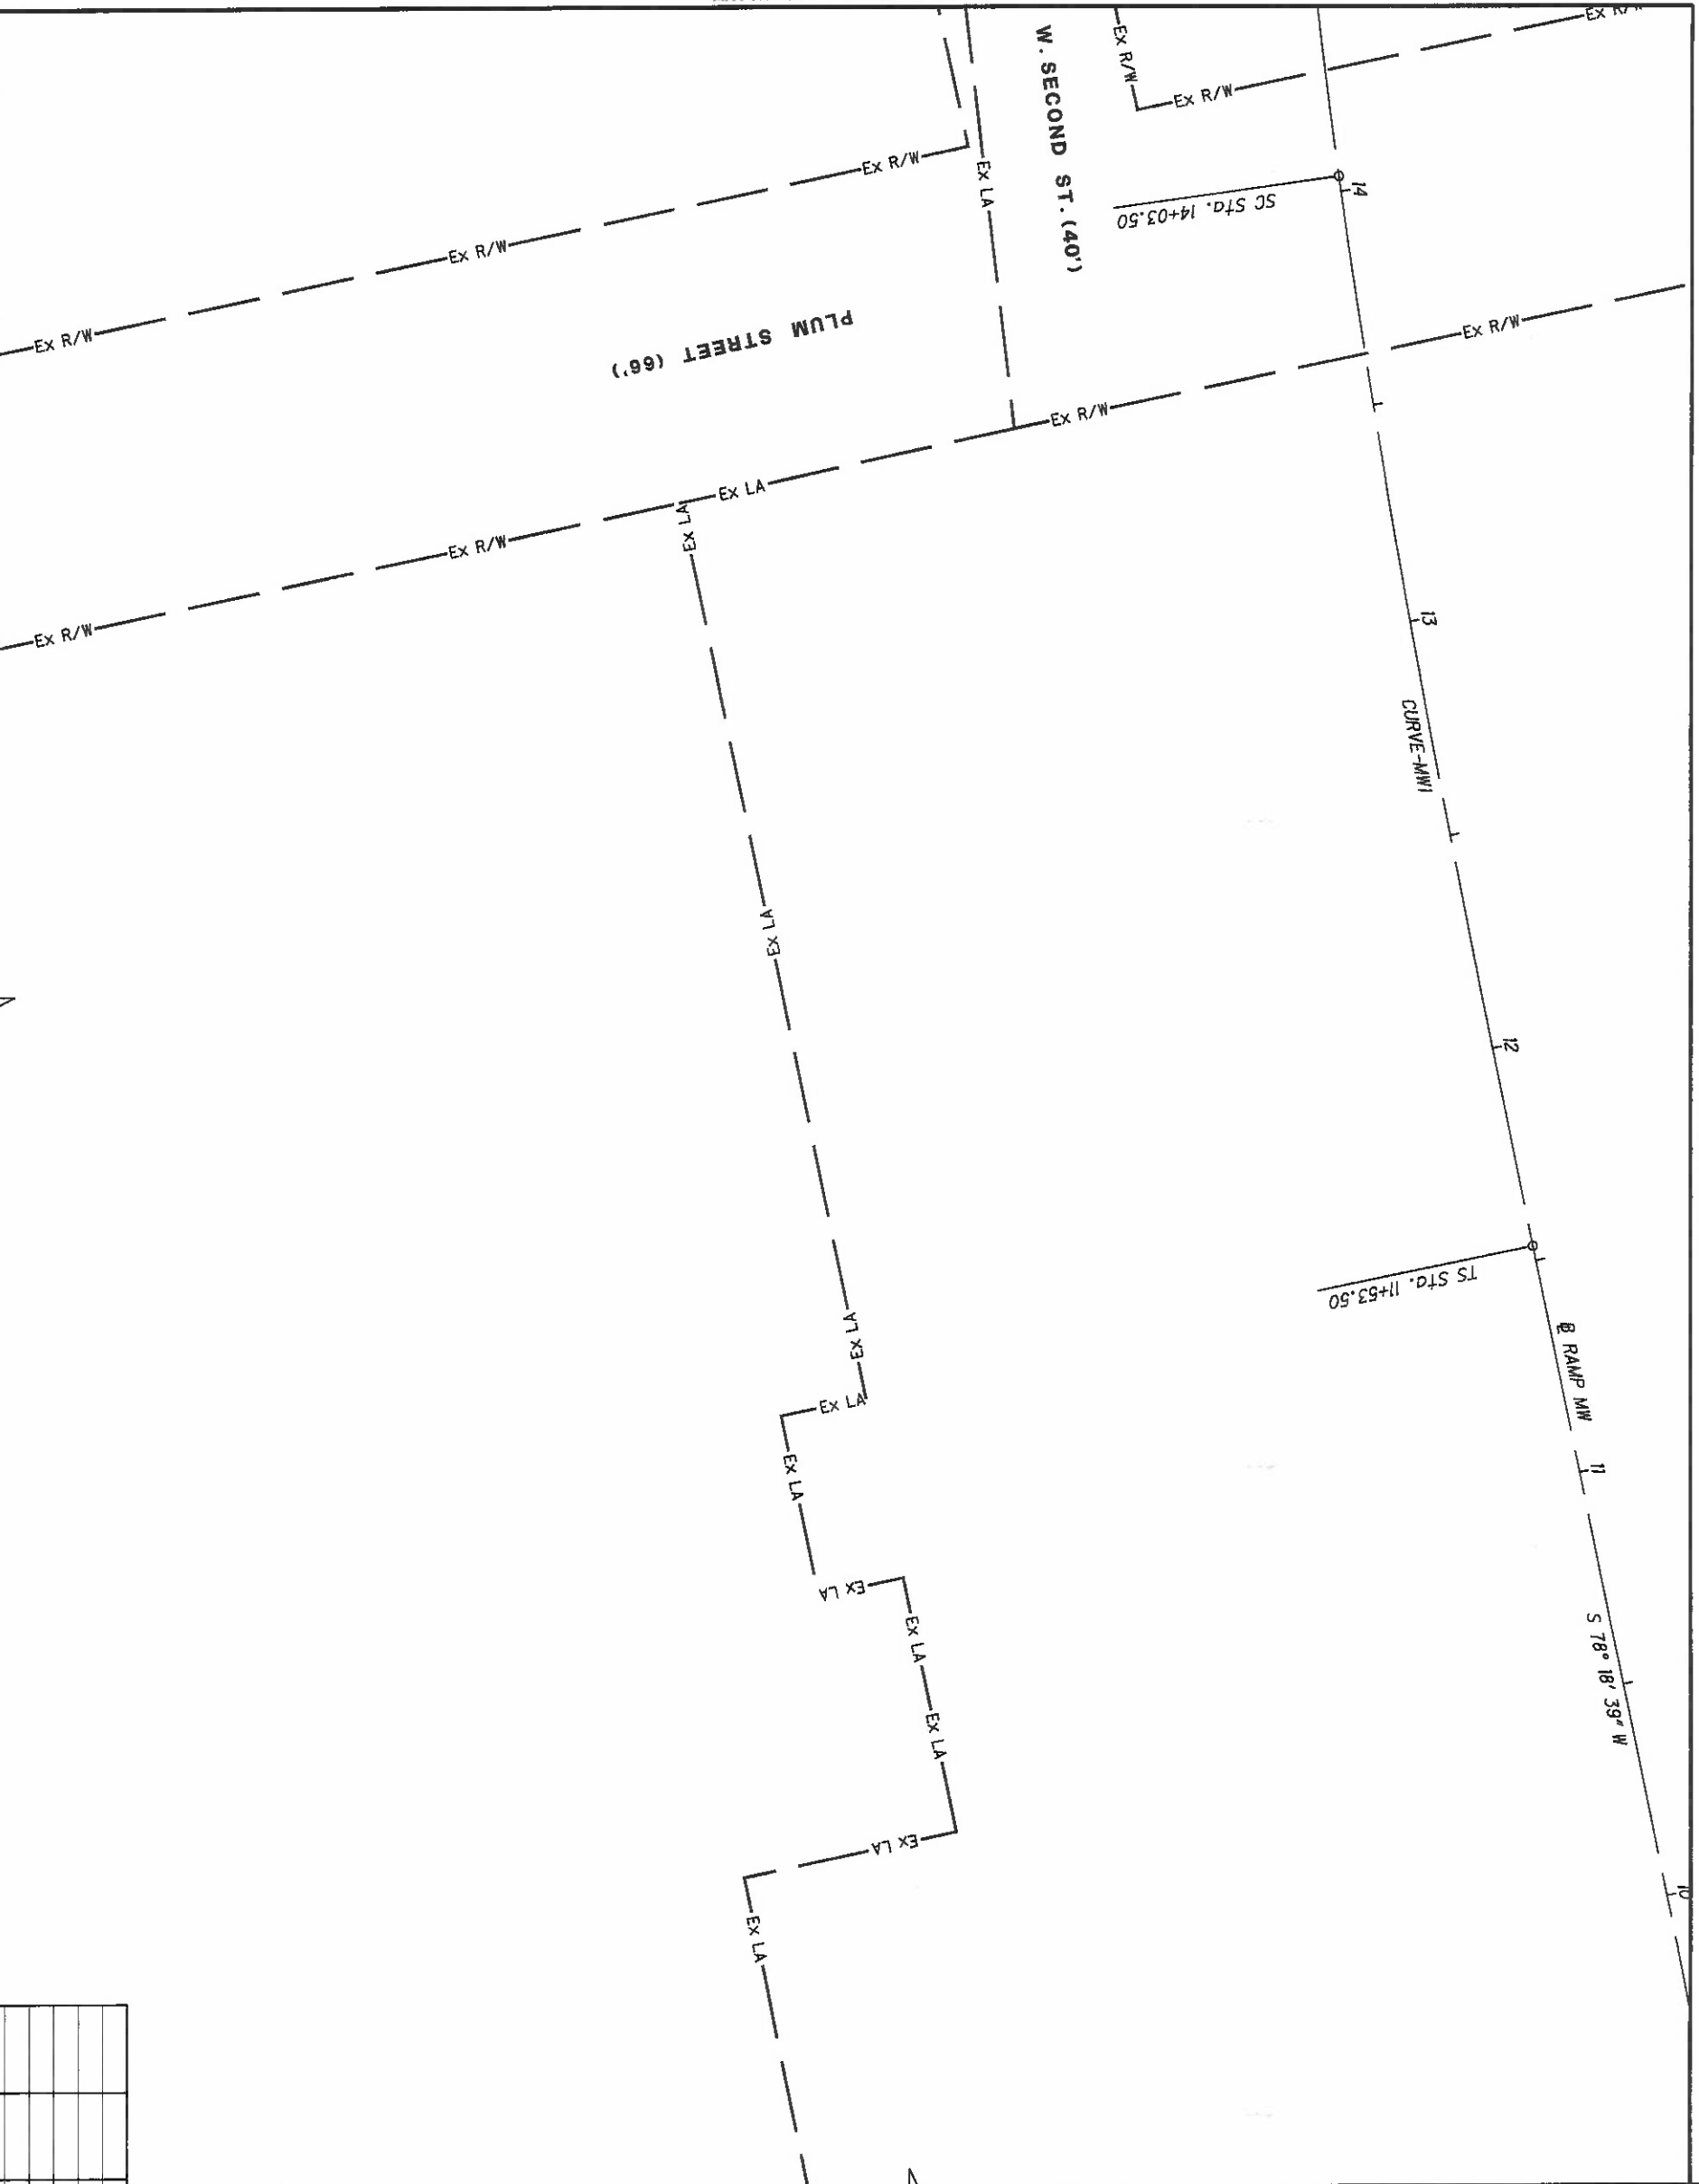 Ex R/W
W. SECOND ST. (40')
Ex R/W
Ex R/W
Ex R/W
Ex LA
14
SC Sta. 14+03.50
Ex R/W
PLUM STREET (66')
Ex R/W
Ex R/W
Ex R/W
Ex LA
Ex LA
Ex R/W
Ex R/W
13
CURVE-MW1
Ex LA
12
TS Sta. 11+53.50
Ex LA
B RAMP MW
Ex LA
Ex LA
11
Ex LA
Ex LA
S 78° 18' 39" W
Ex LA
Ex LA
10
Ex LA